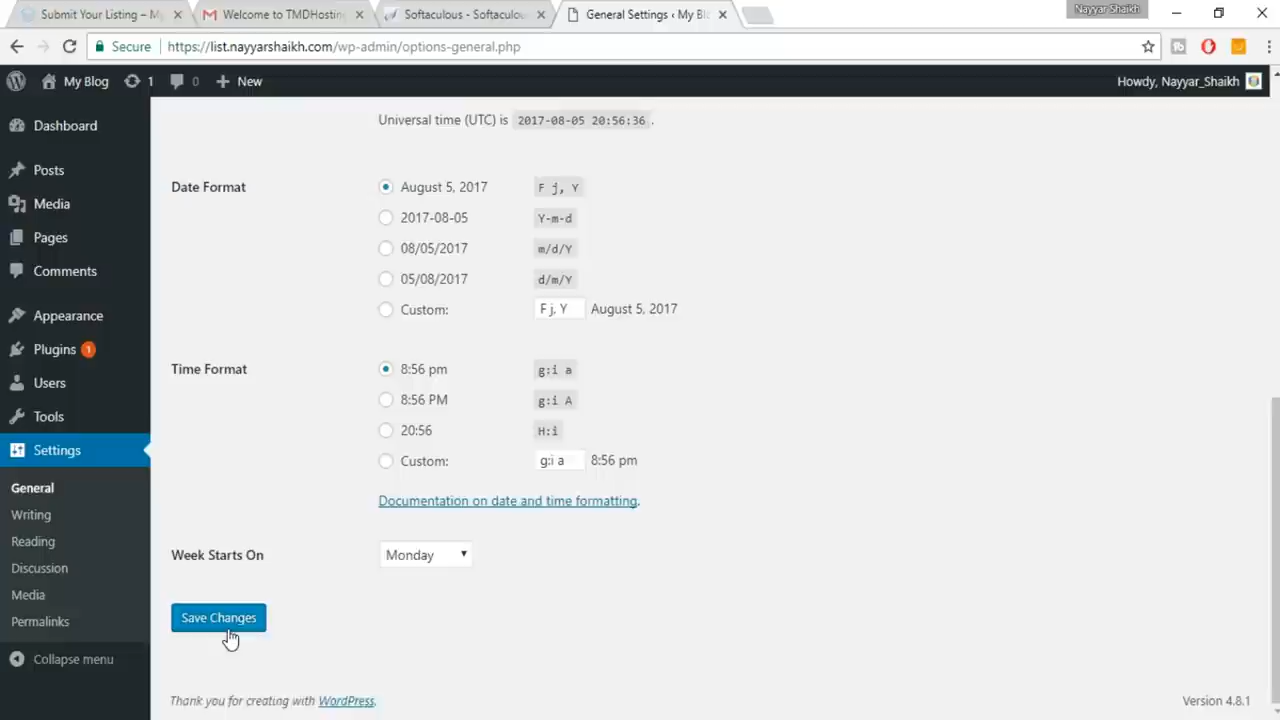 Submit Your Listing – My
Welcome to TMDHosting
Softaculous - Softaculou
General Settings ‹ My Bl
Nayyar Shaikh
Secure
https://list.nayyarshaikh.com/wp-admin/options-general.php
My Blog
1
0
New
Howdy, Nayyar_Shaikh
Dashboard
Posts
Media
Pages
Comments
Appearance
Plugins 1
Users
Tools
Settings
General
Writing
Reading
Discussion
Media
Permalinks
Collapse menu
Universal time (UTC) is 2017-08-05 20:56:36 .
Date Format
August 5, 2017 F j, Y
2017-08-05 Y-m-d
08/05/2017 m/d/Y
05/08/2017 d/m/Y
Custom: F j, Y August 5, 2017
Time Format
8:56 pm g:i a
8:56 PM g:i A
20:56 H:i
Custom: g:i a 8:56 pm
Documentation on date and time formatting.
Week Starts On
Monday
Save Changes
Thank you for creating with WordPress.
Version 4.8.1